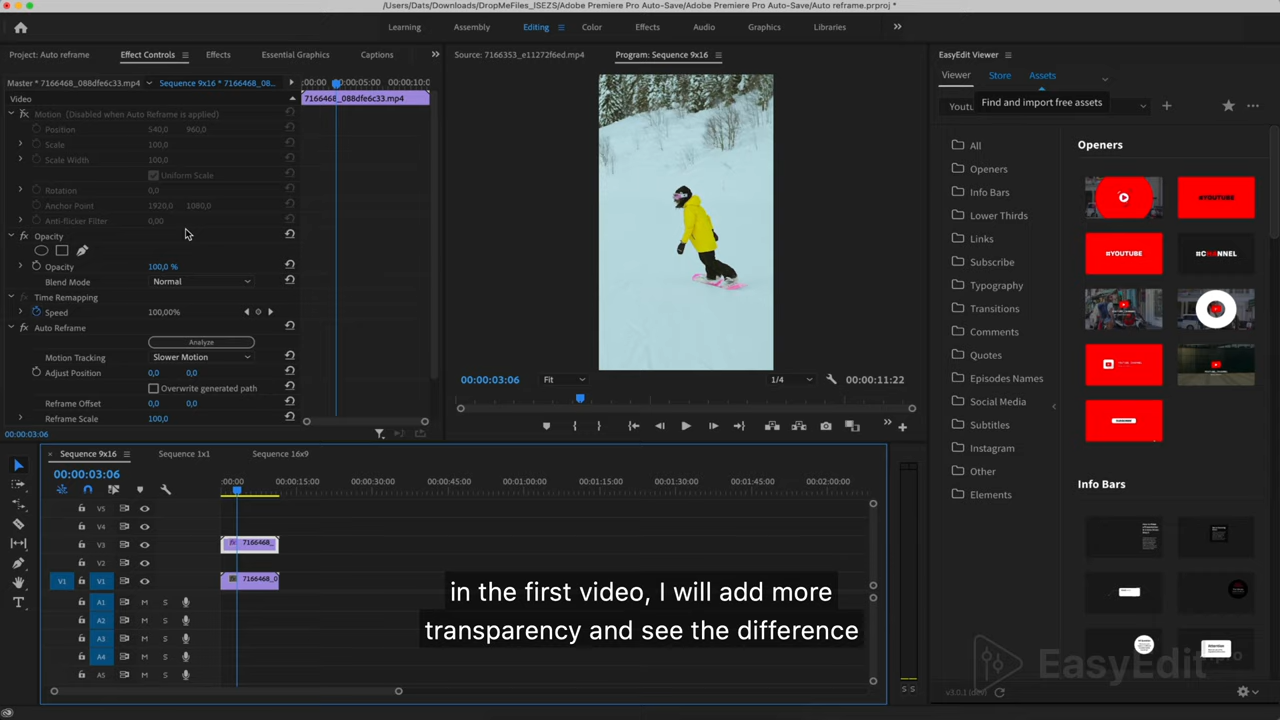 /Users/Dats/Downloads/DropMeFiles_ISEZS/Adobe Premiere Pro Auto-Save/Adobe Premiere Pro Auto-Save/Auto reframe.prproj *
Learning
Assembly
Editing
Color
Effects
Audio
Graphics
Libraries
Project: Auto reframe
Effect Controls
Effects
Essential Graphics
Captions
Source: 7166353_e11272f6ed.mp4
Program: Sequence 9x16
EasyEdit Viewer
Viewer
Store
Assets
Find and import free assets
Youtu
Master * 7166468_088dfe6c33.mp4
Sequence 9x16 * 7166468_08...
:00:00
00:00:05:00
00:00:10:0
Video
7166468_088dfe6c33.mp4
Motion (Disabled when Auto Reframe is applied)
Position 540,0 960,0
Scale 100,0
Scale Width 100,0
Uniform Scale
Rotation 0,0
Anchor Point 1920,0 1080,0
Anti-flicker Filter 0,00
Opacity
Opacity 100,0 %
Blend Mode Normal
Time Remapping
Speed 100,00%
Auto Reframe
Analyze
Motion Tracking Slower Motion
Adjust Position 0,0 0,0
Overwrite generated path
Reframe Offset 0,0 0,0
Reframe Scale 100,0
00:00:03:06
00:00:03:06
Fit
1/4
00:00:11:22
All
Openers
Info Bars
Lower Thirds
Links
Subscribe
Typography
Transitions
Comments
Quotes
Episodes Names
Social Media
Subtitles
Instagram
Other
Elements
Openers
#YOUTUBE
#YOUTUBE
#CHANNEL
Info Bars
Sequence 9x16
Sequence 1x1
Sequence 16x9
00:00:03:06
:00:00
00:00:15:00
00:00:30:00
00:00:45:00
00:01:00:00
00:01:15:00
00:01:30:00
00:01:45:00
00:02:00:00
V5
V4
V3
7166468_
V2
V1 V1
7166468_0
A1 M S
A2 M S
A3 M S
A4 M S
A5 M S
S S
in the first video, I will add more
transparency and see the difference
EasyEdit.pro
v3.0.1 (dev)